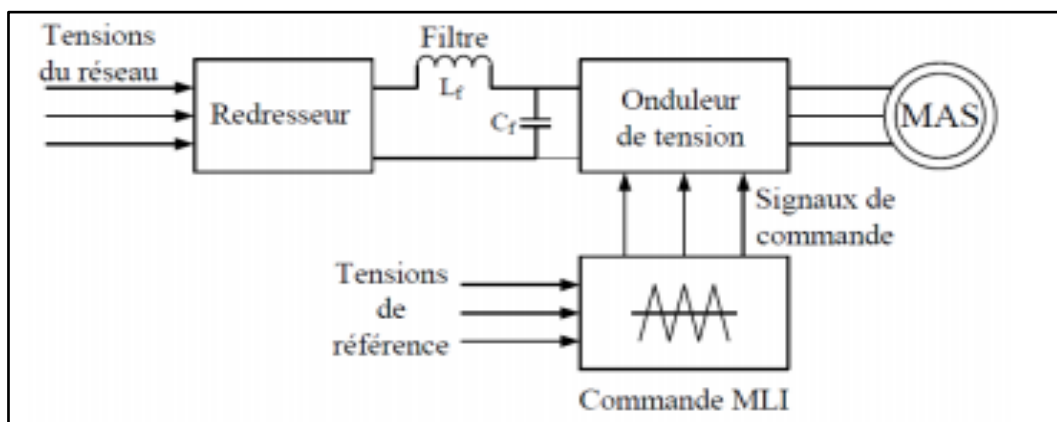 Tensions
du réseau
Redresseur
Filtre
Lf
Cf
Onduleur
de tension
MAS
Signaux de
commande
Tensions
de
référence
Commande MLI